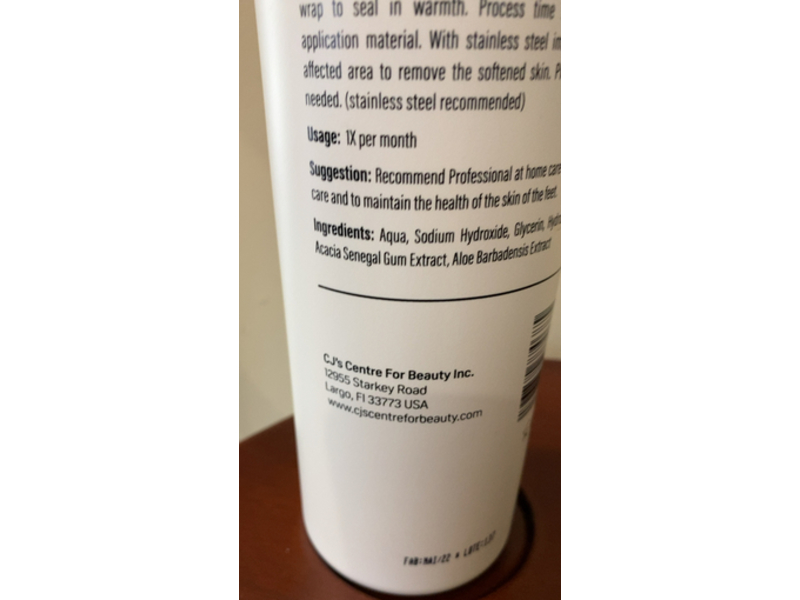 wrap to seal in warmth. Process time
application material. With stainless steel
affected area to remove the softened skin.
needed. (stainless steel recommended)
Usage: 1X per month
Suggestion: Recommend Professional at home care
care and to maintain the health of the skin of the feet.
Ingredients: Aqua, Sodium Hydroxide, Glycerin,
Acacia Senegal Gum Extract, Aloe Barbadensis Extract
CJ's Centre For Beauty Inc.
12955 Starkey Road
Largo, Fl 33773 USA
www.cjscentreforbeauty.com
FAB:MAI/22 *